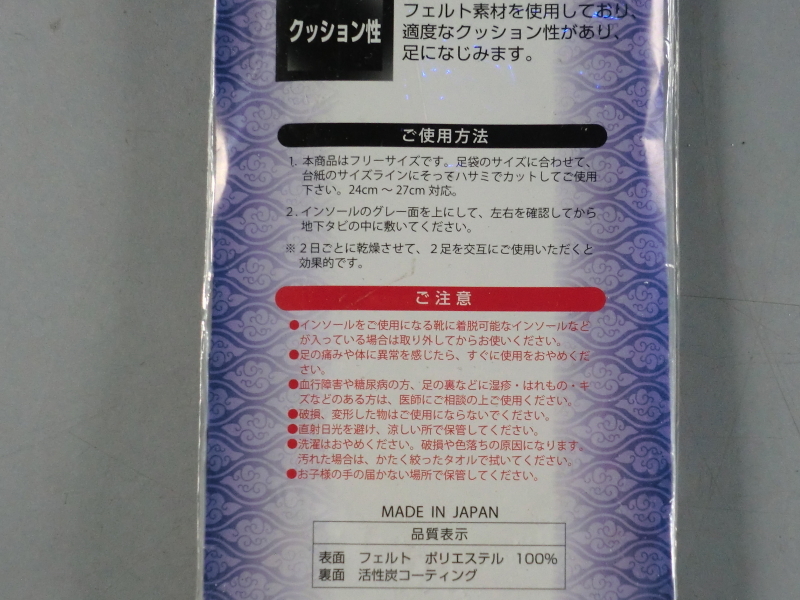 フェルト素材を使用しており、
クッション性
適度なクッション性があり、
足になじみます。
ご使用方法
1. 本商品はフリーサイズです。足袋のサイズに合わせて、
台紙のサイズラインにそってハサミでカットしてご使用
下さい。24cm ～ 27cm 対応。
2. インソールのグレー面を上にして、左右を確認してから
地下タビの中に敷いてください。
※ 2日ごとに乾燥させて、2足を交互にご使用いただくと
効果的です。
ご注意
●インソールをご使用になる靴に着脱可能なインソールなど
が入っている場合は取り外してからお使いください。
●足の痛みや体に異常を感じたら、すぐに使用をおやめくだ
さい。
●血行障害や糖尿病の方、足の裏などに湿疹・はれもの・キ
ズなどのある方は、医師にご相談の上ご使用ください。
●破損、変形した物はご使用にならないでください。
●直射日光を避け、涼しい所で保管してください。
●洗濯はおやめください。破損や色落ちの原因になります。
汚れた場合は、かたく絞ったタオルで拭いてください。
●お子様の手の届かない場所で保管してください。
MADE IN JAPAN
品質表示
表面 フェルト ポリエステル 100%
裏面 活性炭コーティング